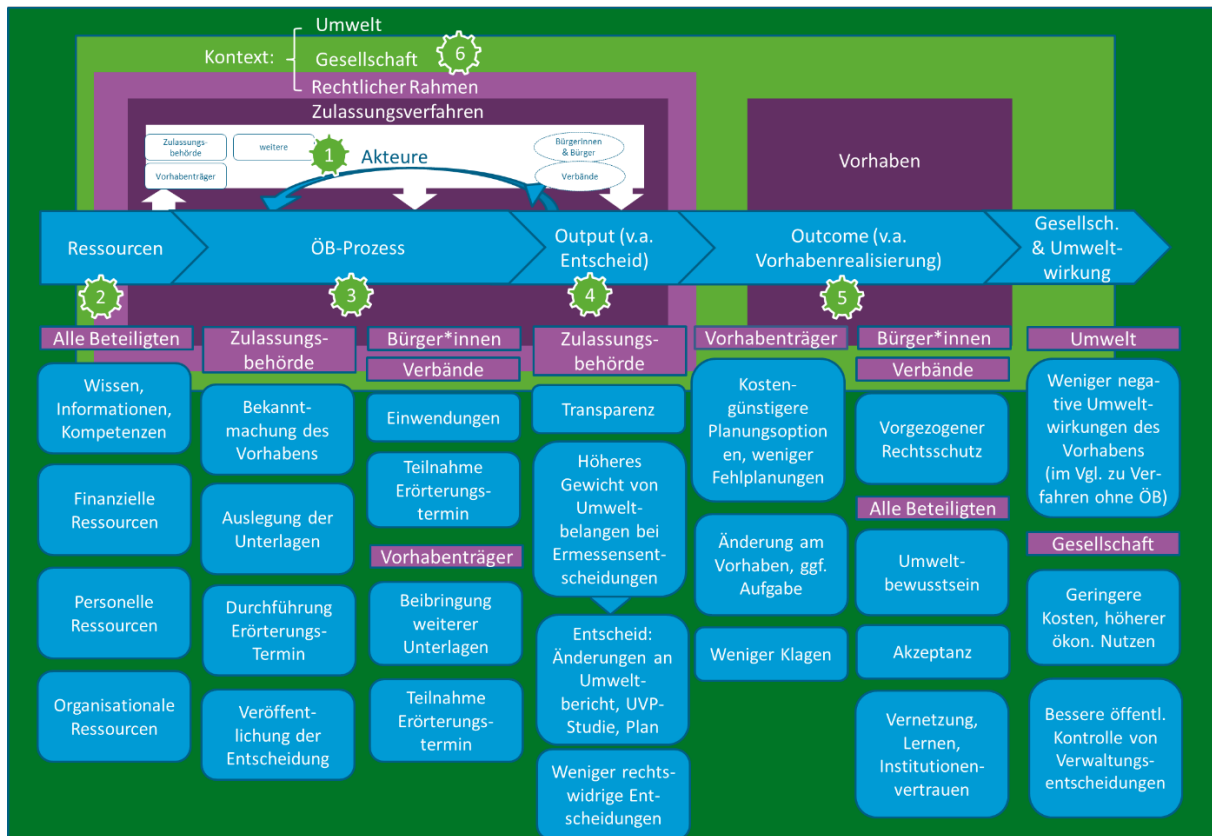 Umwelt
Kontext:
Gesellschaft
6
Rechtlicher Rahmen
Zulassungsverfahren
Zulassungs-
behörde
weitere
1
Akteure
BürgerInnen
& Bürger
Vorhabenträger
Verbände
Vorhaben
Ressourcen
ÖB-Prozess
Output (v.a.
Entscheid)
Outcome (v.a.
Vorhabenrealisierung)
Gesellsch.
& Umwelt-
wirkung
2
3
4
5
Alle Beteiligten
Wissen,
Informationen,
Kompetenzen
Finanzielle
Ressourcen
Personelle
Ressourcen
Organisationale
Ressourcen
Zulassungs-
behörde
Bekannt-
machung des
Vorhabens
Auslegung der
Unterlagen
Durchführung
Erörterungs-
Termin
Veröffent-
lichung der
Entscheidung
Bürger*innen
Verbände
Einwendungen
Teilnahme
Erörterungs-
termin
Vorhabenträger
Beibringung
weiterer
Unterlagen
Teilnahme
Erörterungs-
termin
Zulassungs-
behörde
Transparenz
Höheres
Gewicht von
Umwelt-
belangen bei
Ermessensent-
scheidungen
Entscheid:
Änderungen an
Umwelt-
bericht, UVP-
Studie, Plan
Weniger rechts-
widrige Ent-
scheidungen
Vorhabenträger
Kosten-
günstigere
Planungsoption
en, weniger
Fehlplanungen
Änderung am
Vorhaben, ggf.
Aufgabe
Weniger Klagen
Bürger*innen
Verbände
Vorgezogener
Rechtsschutz
Alle Beteiligten
Umwelt-
bewusstsein
Akzeptanz
Vernetzung,
Lernen,
Institutionen-
vertrauen
Umwelt
Weniger nega-
tive Umwelt-
wirkungen des
Vorhabens
(im Vgl. zu Ver-
fahren ohne ÖB)
Gesellschaft
Geringere
Kosten, höherer
ökon. Nutzen
Bessere öffentl.
Kontrolle von
Verwaltungs-
entscheidungen